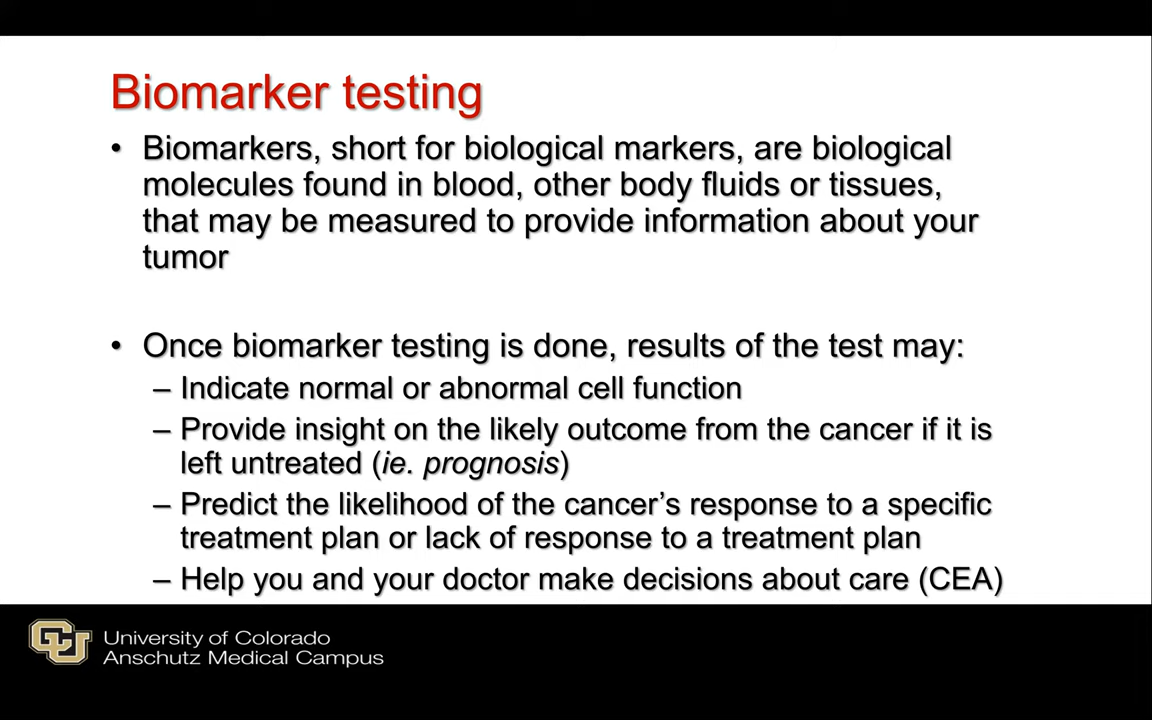 Biomarker testing
• Biomarkers, short for biological markers, are biological
molecules found in blood, other body fluids or tissues,
that may be measured to provide information about your
tumor
• Once biomarker testing is done, results of the test may:
– Indicate normal or abnormal cell function
– Provide insight on the likely outcome from the cancer if it is
left untreated (ie. prognosis)
– Predict the likelihood of the cancer’s response to a specific
treatment plan or lack of response to a treatment plan
– Help you and your doctor make decisions about care (CEA)
CU
University of Colorado
Anschutz Medical Campus